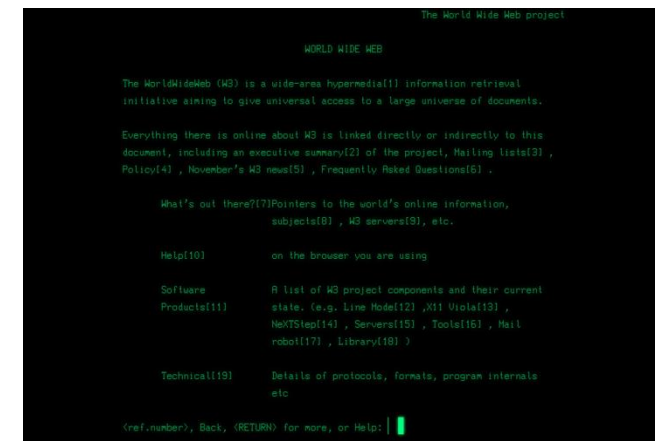 The World Wide Web project
WORLD WIDE WEB
The WorldWideWeb (W3) is a wide-area hypermedia[1] information retrieval
initiative aiming to give universal access to a large universe of documents.
Everything there is online about W3 is linked directly or indirectly to this
document, including an executive summary[2] of the project, Mailing lists[3] ,
Policy[4] , November's W3 news[5] , Frequently Asked Questions[6] .
What's out there?[7]Pointers to the world's online information,
subjects[8] , W3 servers[9], etc.
Help[10] on the browser you are using
Software A list of W3 project components and their current
Products[11] state. (e.g. Line Mode[12] ,X11 Viola[13] ,
NeXTStep[14] , Servers[15] , Tools[16] , Mail
robot[17] , Library[18] )
Technical[19] Details of protocols, formats, program internals
etc
<ref.number>, Back, <RETURN> for more, or Help: